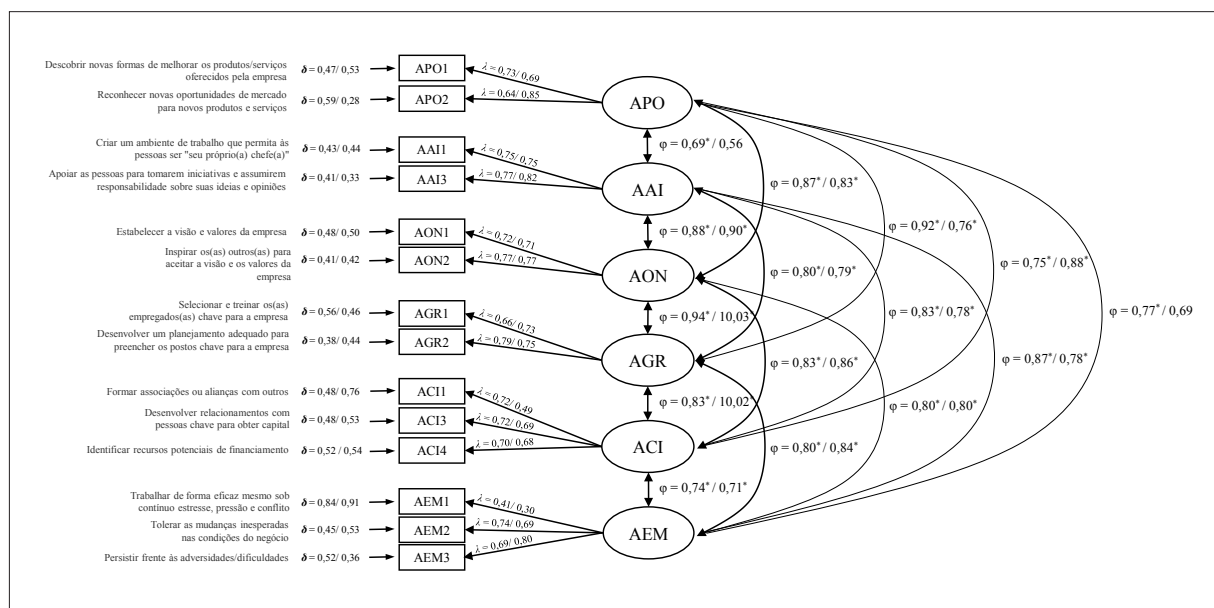 Descobrir novas formas de melhorar os produtos/serviços
oferecidos pela empresa
δ = 0,47/ 0,53
APO1
λ = 0,73/ 0,69
Reconhecer novas oportunidades de mercado
para novos produtos e serviços
δ = 0,59/ 0,28
APO2
λ = 0,64/ 0,85
APO
φ = 0,69* / 0,56
Criar um ambiente de trabalho que permita às
pessoas ser "seu próprio(a) chefe(a)"
δ = 0,43/ 0,44
AAI1
λ = 0,75/ 0,75
Apoiar as pessoas para tomarem iniciativas e assumirem
responsabilidade sobre suas ideias e opiniões
δ = 0,41/ 0,33
AAI3
λ = 0,77/ 0,82
AAI
φ = 0,87* / 0,83*
φ = 0,88* / 0,90*
φ = 0,92* / 0,76*
Estabelecer a visão e valores da empresa
δ = 0,48 / 0,50
AON1
λ = 0,72/ 0,71
Inspirar os(as) outros(as) para
aceitar a visão e os valores da
empresa
δ = 0,41 / 0,42
AON2
λ = 0,77/ 0,77
AON
φ = 0,80* / 0,79*
φ = 0,75* / 0,88*
φ = 0,94* / 10,03*
φ = 0,83* / 0,78*
φ = 0,77* / 0,69
Selecionar e treinar os(as)
empregados(as) chave para a empresa
δ = 0,56 / 0,46
AGR1
λ = 0,66/ 0,73
Desenvolver um planejamento adequado para
preencher os postos chave para a empresa
δ = 0,38 / 0,44
AGR2
λ = 0,79/ 0,75
AGR
φ = 0,83* / 0,86*
φ = 0,87* / 0,78*
φ = 0,83* / 10,02*
φ = 0,80* / 0,80*
Formar associações ou alianças com outros
δ = 0,48 / 0,76
ACI1
λ = 0,72/ 0,49
Desenvolver relacionamentos com
pessoas chave para obter capital
δ = 0,48 / 0,53
ACI3
λ = 0,72/ 0,69
Identificar recursos potenciais de financiamento
δ = 0,52 / 0,54
ACI4
λ = 0,70/ 0,68
ACI
φ = 0,80* / 0,84*
φ = 0,74* / 0,71*
Trabalhar de forma eficaz mesmo sob
contínuo estresse, pressão e conflito
δ = 0,84/ 0,91
AEM1
λ = 0,41/ 0,30
Tolerar as mudanças inesperadas
nas condições do negócio
δ = 0,45/ 0,53
AEM2
λ = 0,74/ 0,69
Persistir frente às adversidades/dificuldades
δ = 0,52/ 0,36
AEM3
λ = 0,69/ 0,80
AEM